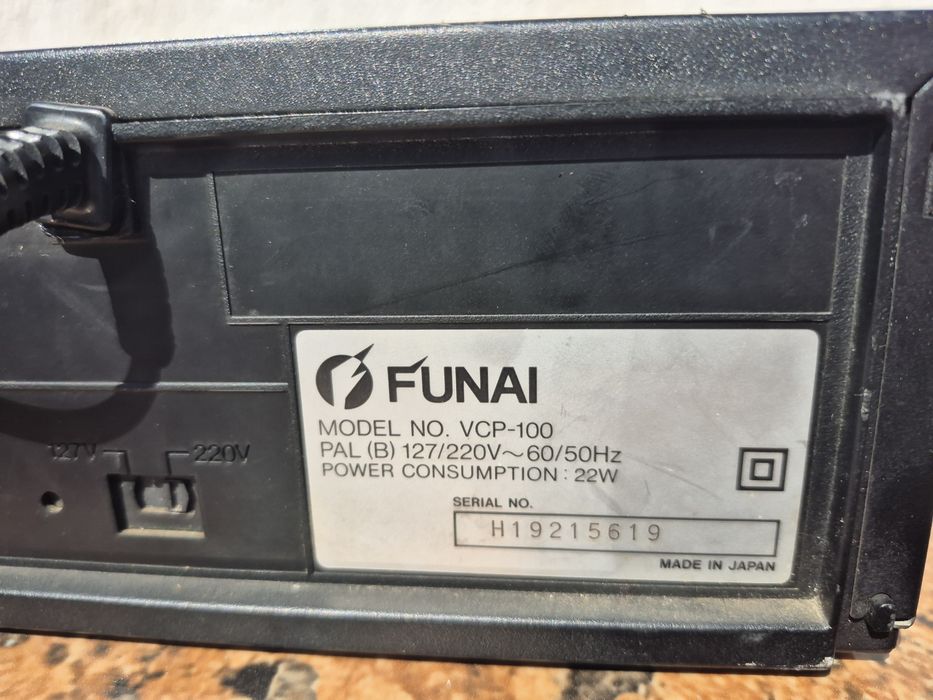 FUNAI
MODEL NO. VCP-100
PAL (B) 127/220V~60/50Hz
POWER CONSUMPTION : 22W
127V 220V
SERIAL NO.
H19215619
MADE IN JAPAN